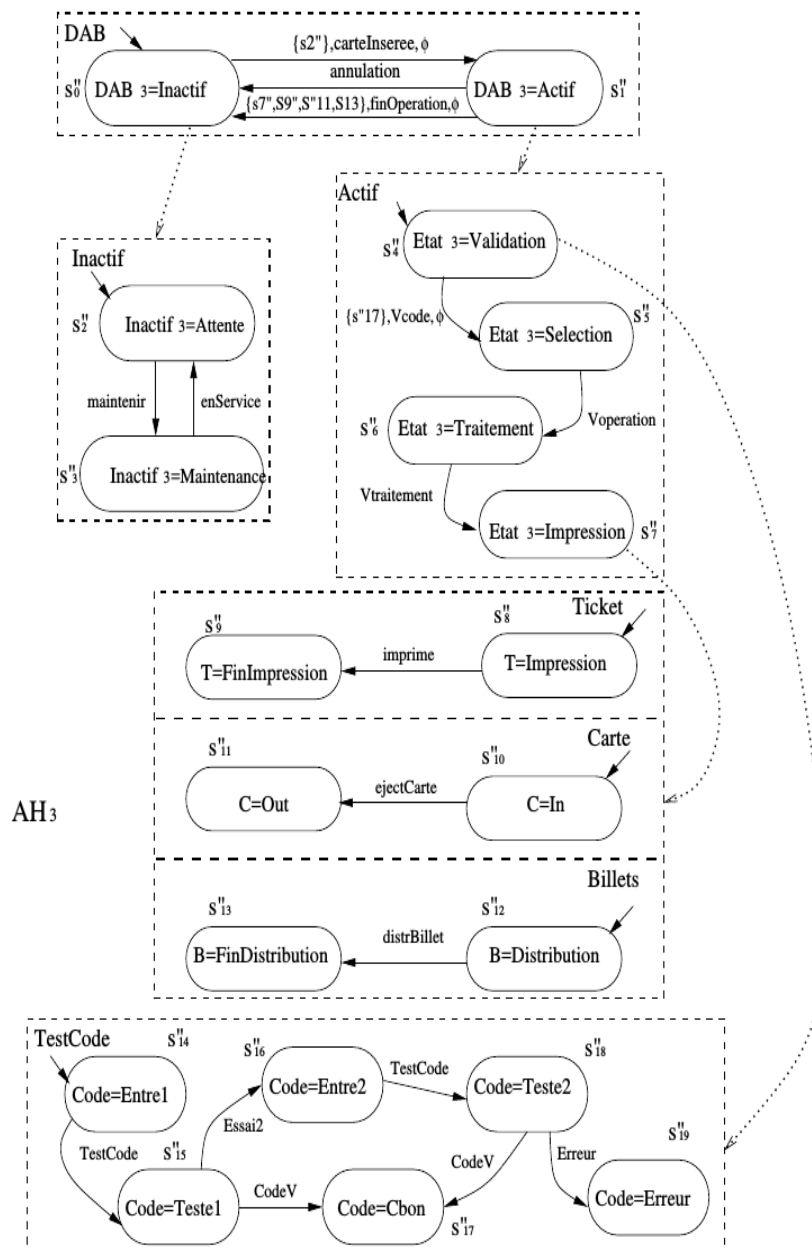 DAB
{s2"},carteInseree, ϕ
annulation
{s7",S9",S"11,S13},finOperation,ϕ
s"0
DAB 3=Inactif
DAB 3=Actif
s"1
Actif
s"4
Etat 3=Validation
{s"17},Vcode, ϕ
Etat 3=Selection
s"5
Voperation
s"6
Etat 3=Traitement
Vtraitement
Etat 3=Impression
s"7
Inactif
s"2
Inactif 3=Attente
maintenir
enService
s"3
Inactif 3=Maintenance
Ticket
s"9
s"8
T=FinImpression
imprime
T=Impression
Carte
s"11
s"10
C=Out
ejectCarte
C=In
AH 3
Billets
s"13
s"12
B=FinDistribution
distrBillet
B=Distribution
TestCode
s"14
s"16
s"18
Code=Entre1
Code=Entre2
TestCode
Code=Teste2
Essai2
TestCode
s"15
CodeV
CodeV
Erreur
s"19
Code=Teste1
Code=Cbon
Code=Erreur
s"17